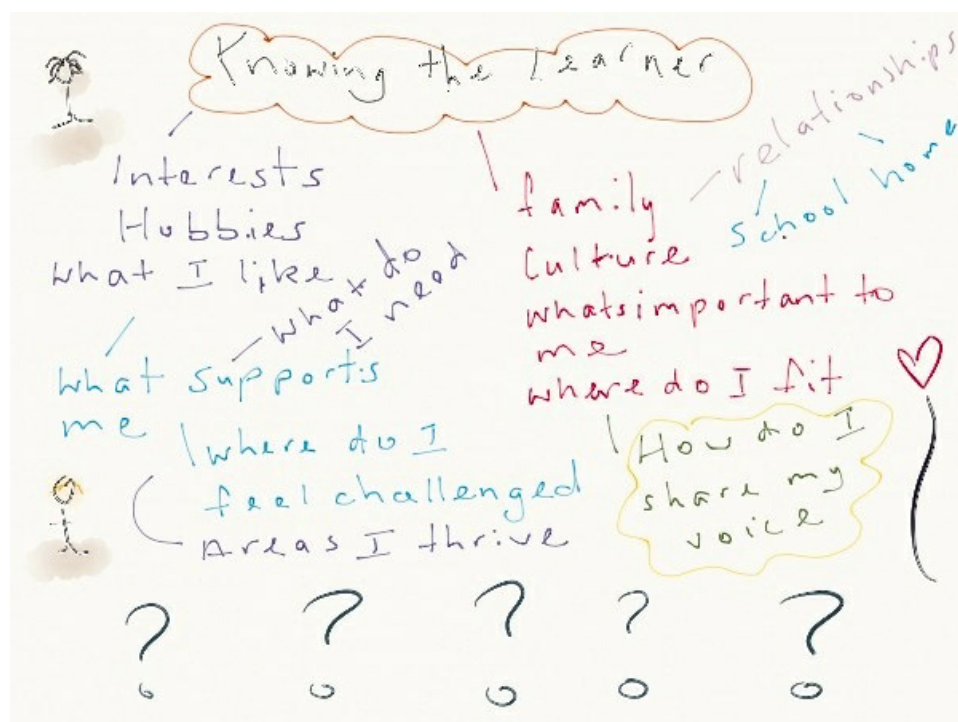 Knowing the Learner
Interests
Hobbies
what I like
what do
I need
what supports
me
where do I
feel challenged
Areas I thrive
family
Culture
whatsimportant to
me
where do I fit
relationships
school home
How do I
share my
voice
? ? ? ? ?